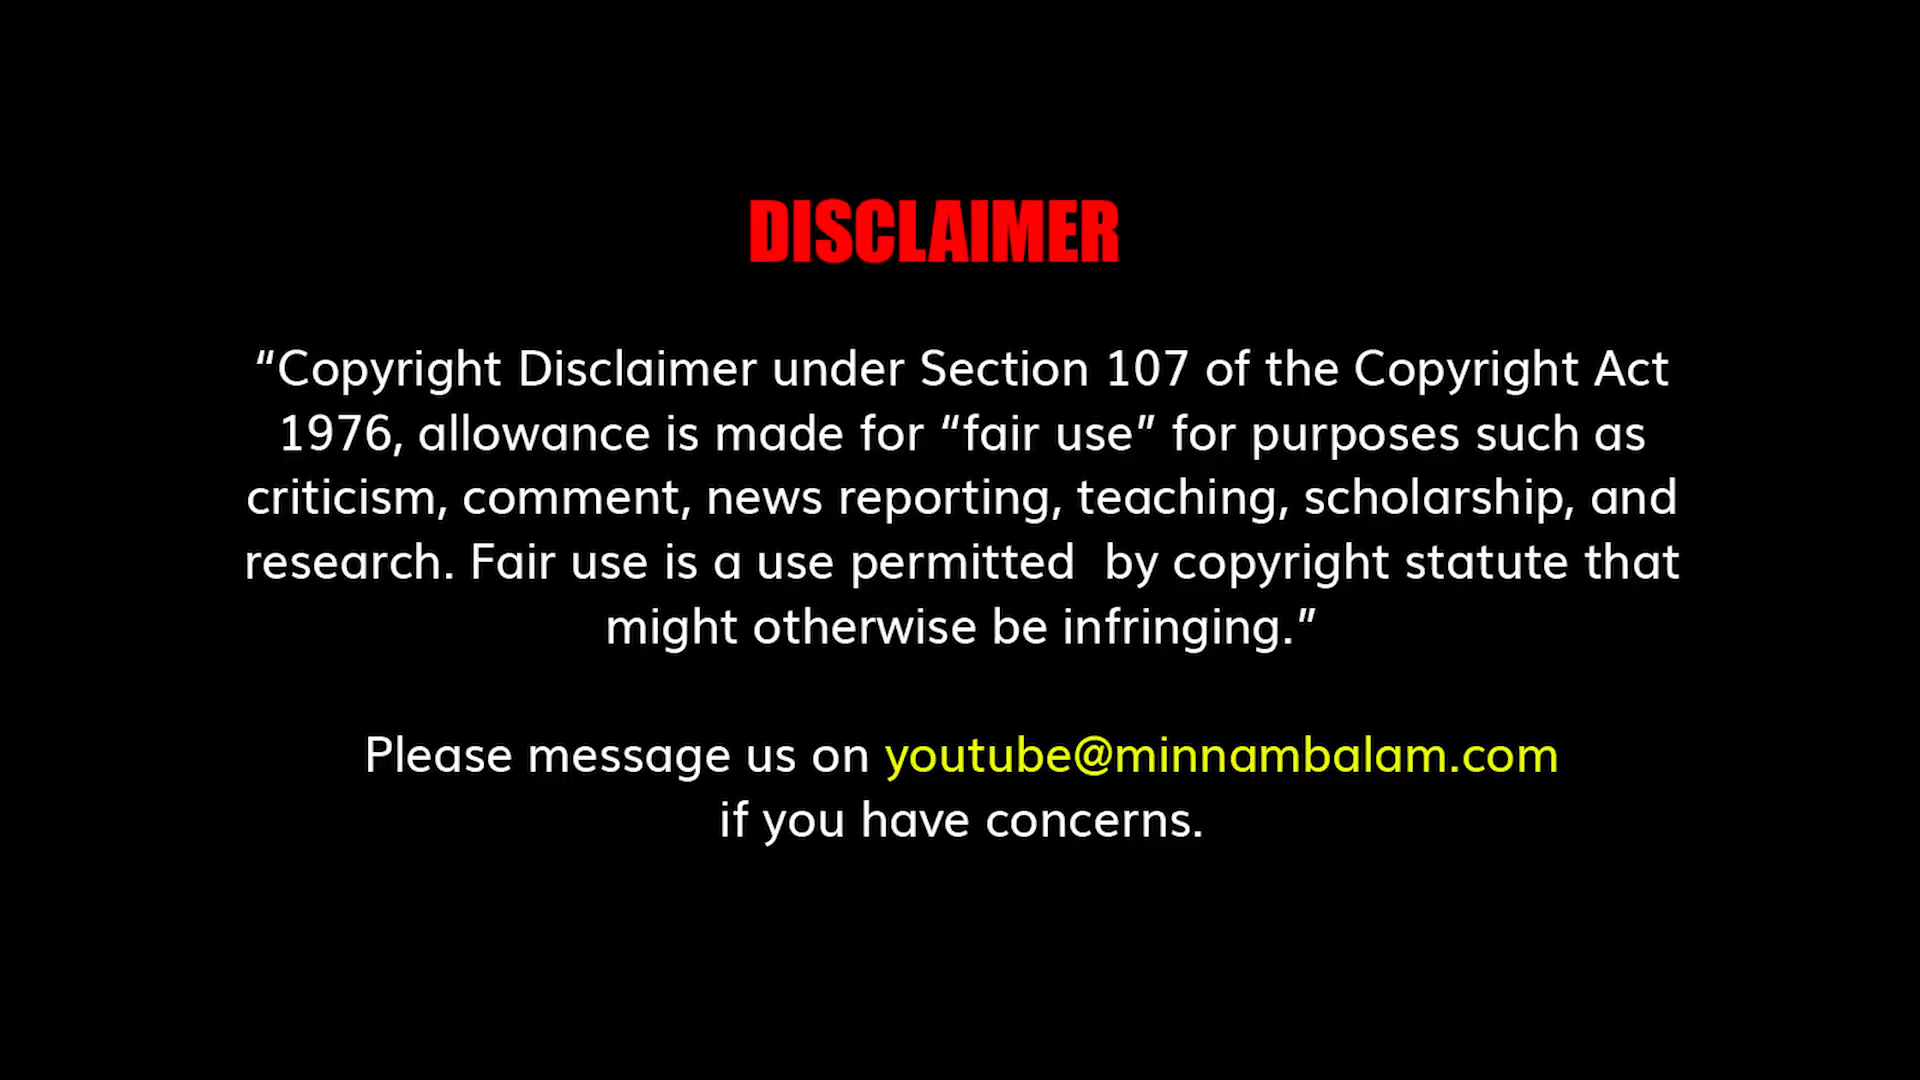 DISCLAIMER
“Copyright Disclaimer under Section 107 of the Copyright Act
1976, allowance is made for “fair use” for purposes such as
criticism, comment, news reporting, teaching, scholarship, and
research. Fair use is a use permitted  by copyright statute that
might otherwise be infringing.”
Please message us on youtube@minnambalam.com
if you have concerns.